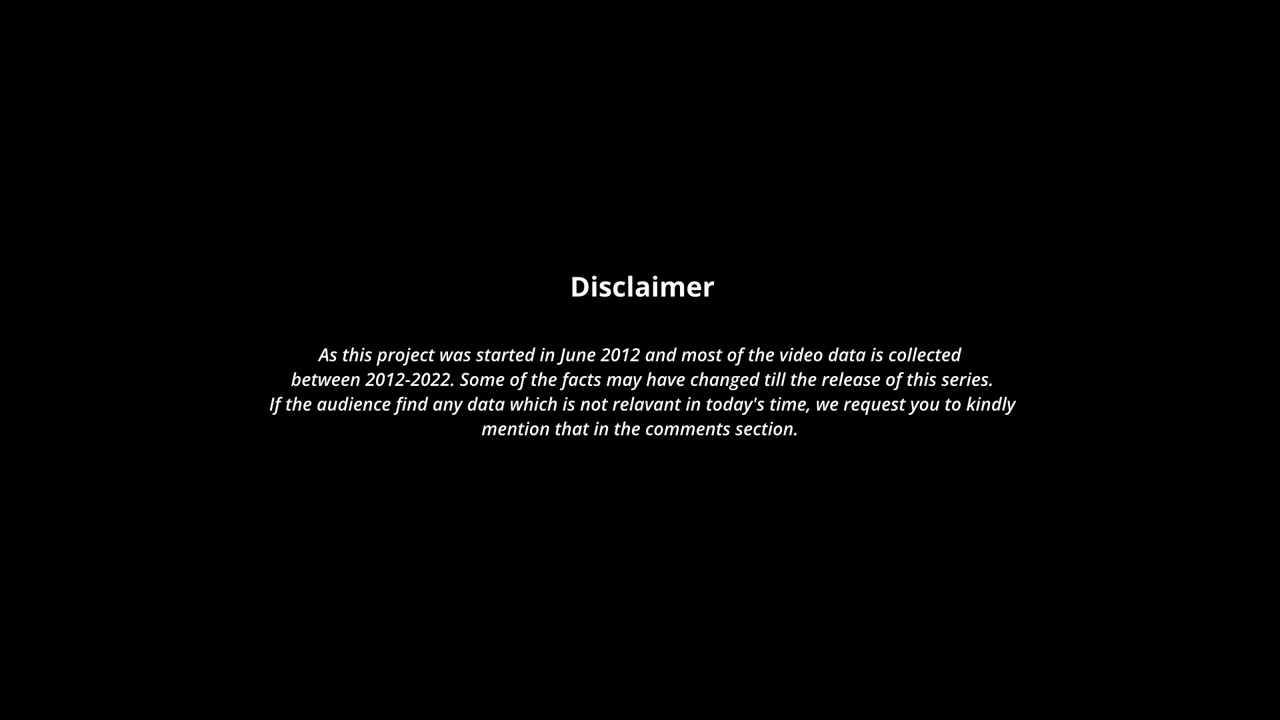 Disclaimer
As this project was started in June 2012 and most of the video data is collected
between 2012-2022. Some of the facts may have changed till the release of this series.
If the audience find any data which is not relavant in today's time, we request you to kindly
mention that in the comments section.